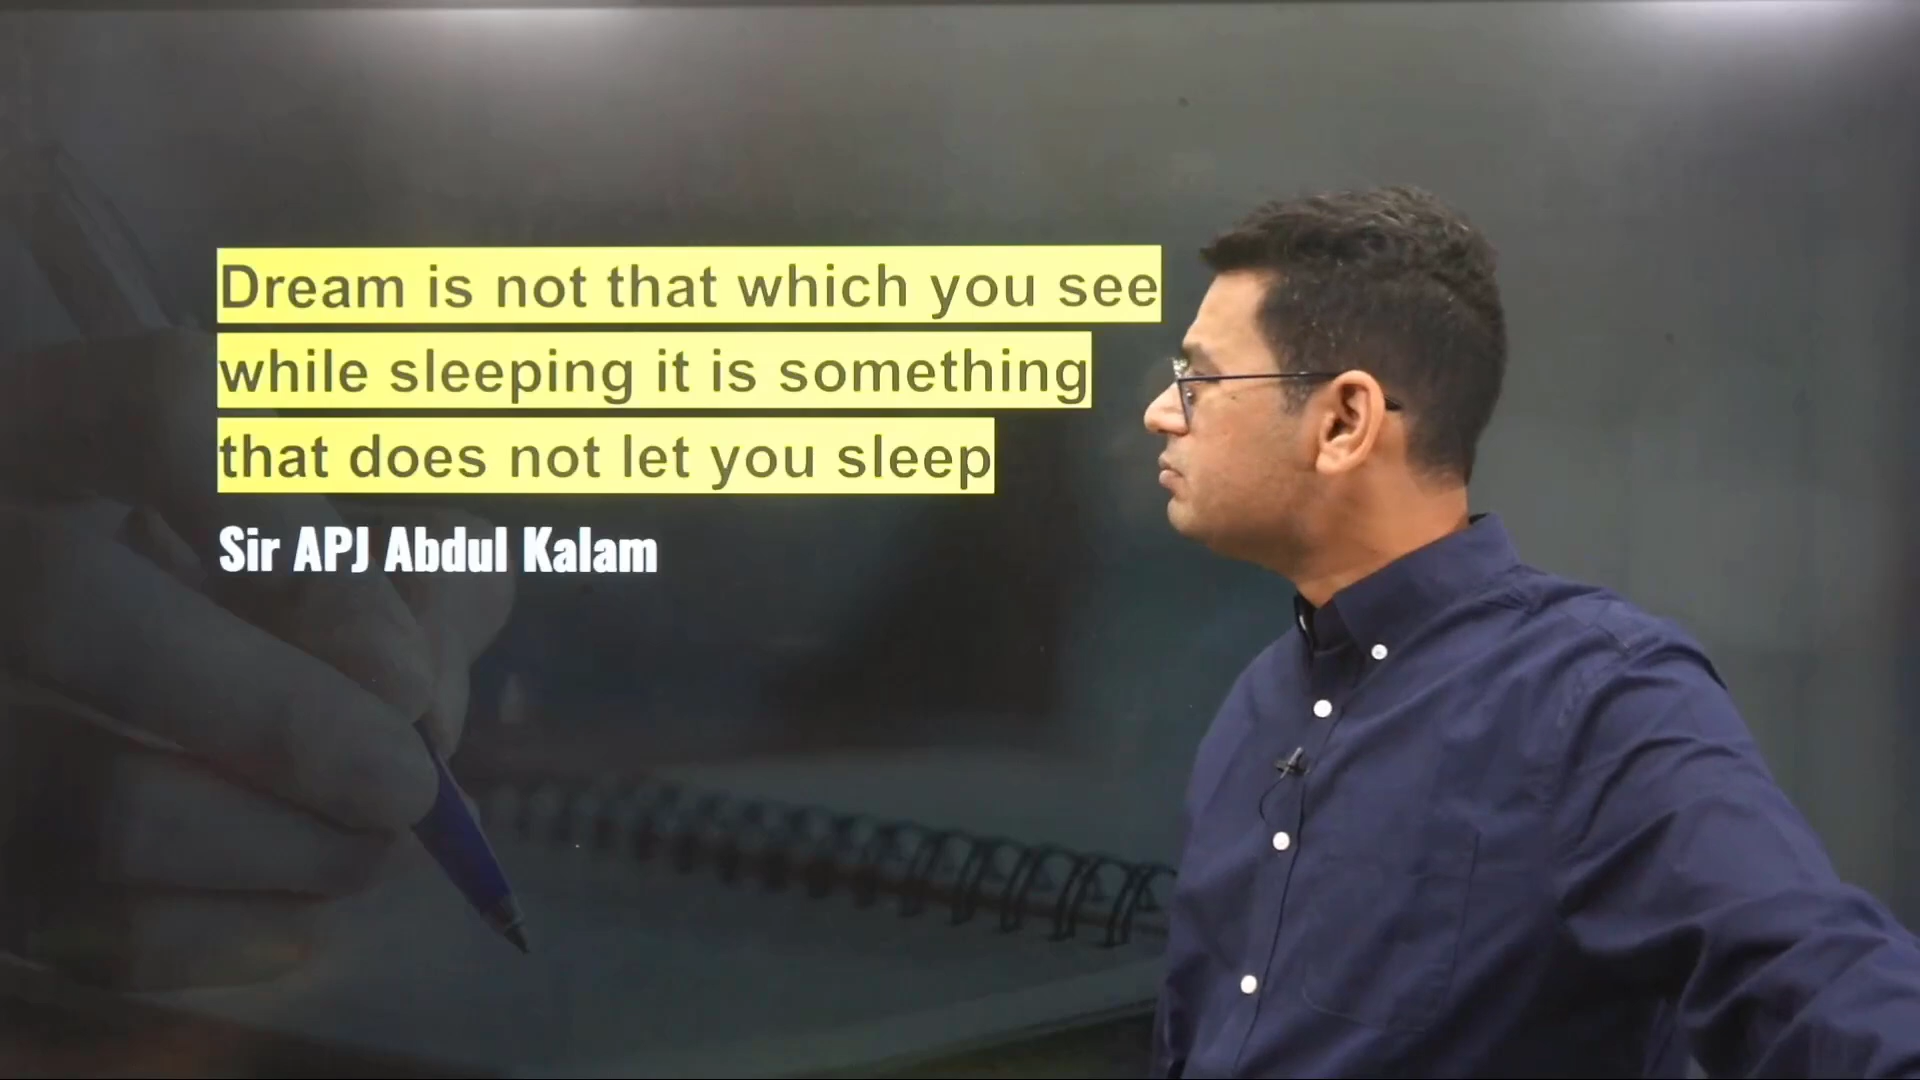 Dream is not that which you see
while sleeping it is something
that does not let you sleep
Sir APJ Abdul Kalam